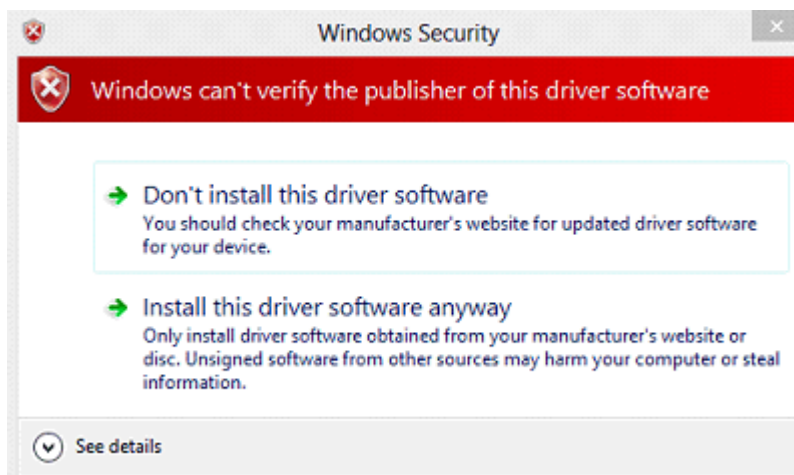 Windows Security
Windows can't verify the publisher of this driver software
Don't install this driver software
You should check your manufacturer's website for updated driver software
for your device.
Install this driver software anyway
Only install driver software obtained from your manufacturer's website or
disc. Unsigned software from other sources may harm your computer or steal
information.
See details